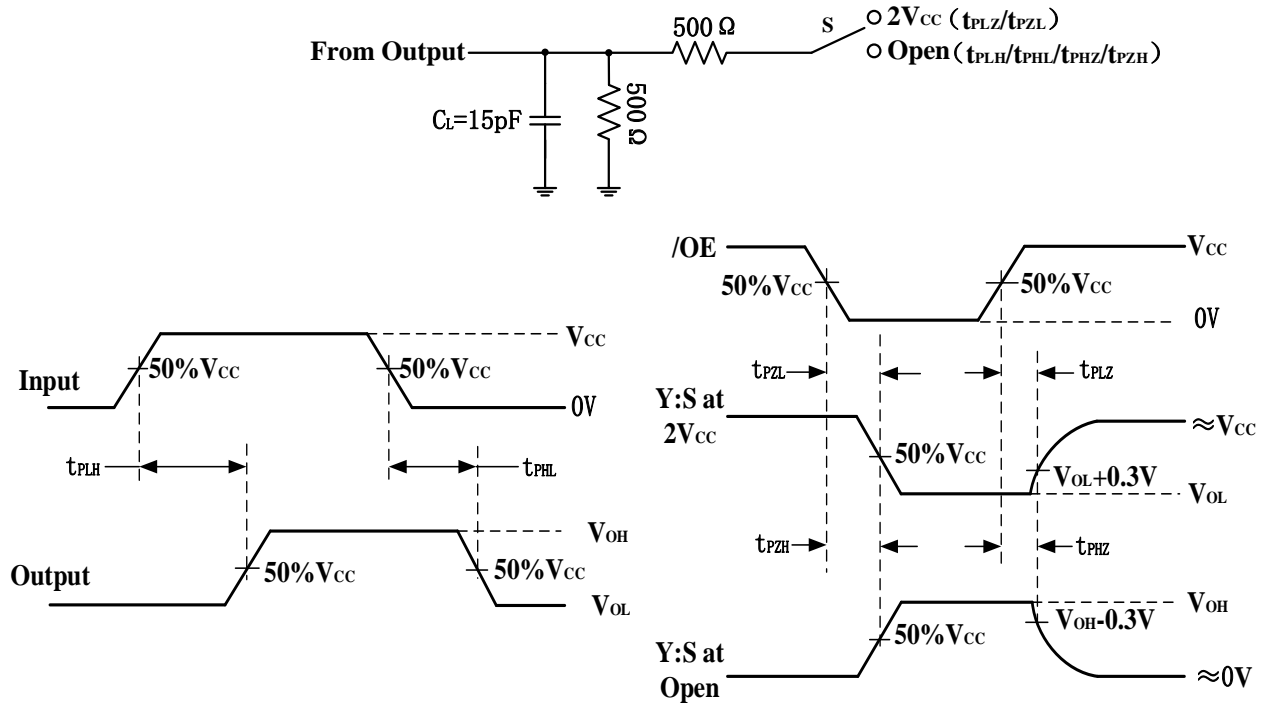 2VCC (tPLZ/tPZL)
S
500Ω
From Output
Open (tPLH/tPHL/tPHZ/tPZH)
CL=15pF
500Ω
/OE
VCC
50%VCC
50%VCC
0V
VCC
50%VCC
50%VCC
Input
0V
tPZL
tPLZ
Y:S at
2VCC
≈VCC
50%VCC
VOL+0.3V
VOL
tPLH
tPHL
VOH
tPZH
tPHZ
Output
50%VCC
50%VCC
VOL
VOH
VOH-0.3V
50%VCC
Y:S at
Open
≈0V